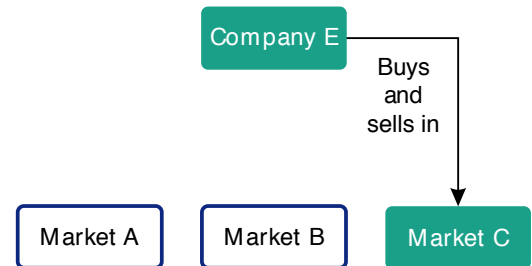 Company E
Buys
and
sells in
Market A
Market B
Market C